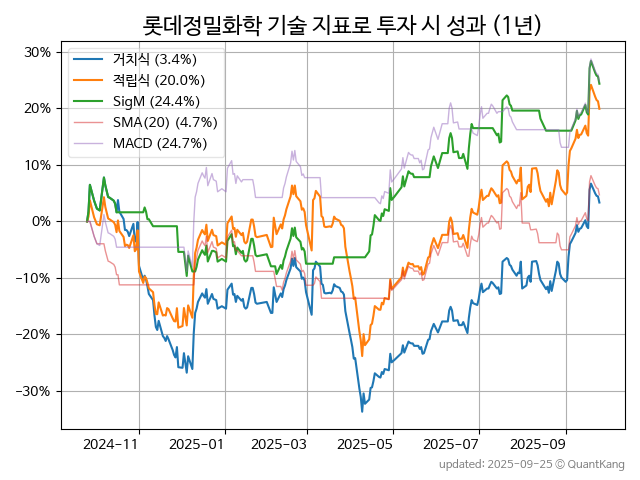 롯데정밀화학 기술 지표로 투자 시 성과 (1년)
30%
20%
10%
0%
−10%
−20%
−30%
거치식 (3.4%)
적립식 (20.0%)
SigM (24.4%)
SMA(20) (4.7%)
MACD (24.7%)
2024-11
2025-01
2025-03
2025-05
2025-07
2025-09
updated: 2025-09-25 © QuantKang